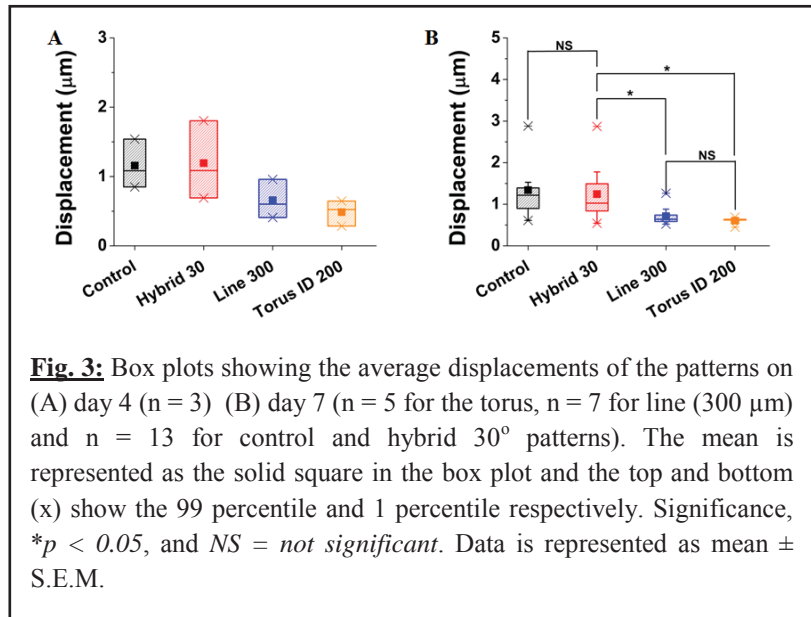 A
B
Displacement (μm)
3
2
1
0
Control
Hybrid 30
Line 300
Torus ID 200
Displacement (μm)
5
4
3
2
1
0
NS
*
*
NS
Control
Hybrid 30
Line 300
Torus ID 200
Fig. 3: Box plots showing the average displacements of the patterns on
(A) day 4 (n = 3) (B) day 7 (n = 5 for the torus, n = 7 for line (300 μm)
and n = 13 for control and hybrid 30° patterns). The mean is
represented as the solid square in the box plot and the top and bottom
(x) show the 99 percentile and 1 percentile respectively. Significance,
*p < 0.05, and NS = not significant. Data is represented as mean ±
S.E.M.